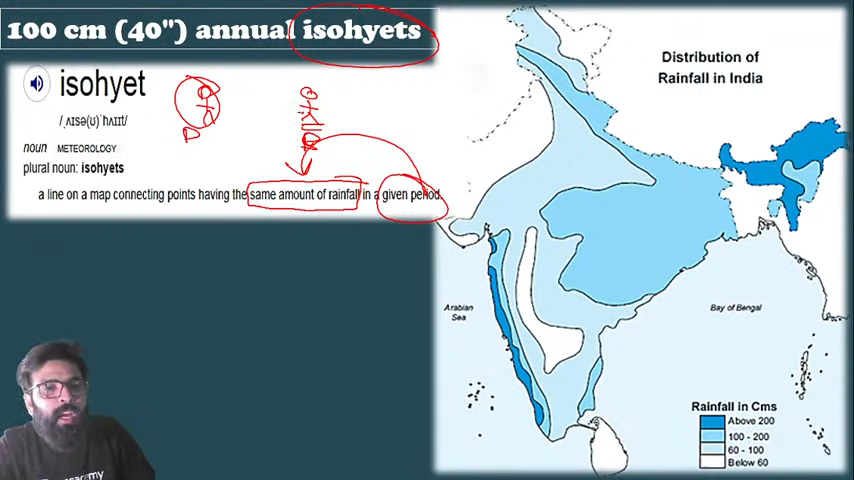 100 cm (40") annual isohyets
isohyet
/ˌʌɪsə(ʊ)ˈhʌɪɪt/
noun METEOROLOGY
plural noun: isohyets
a line on a map connecting points having the same amount of rainfall in a given period.
Distribution of
Rainfall in India
Arabian
Sea
Bay of Bengal
Rainfall in Cms
Above 200
100 - 200
60 - 100
Below 60